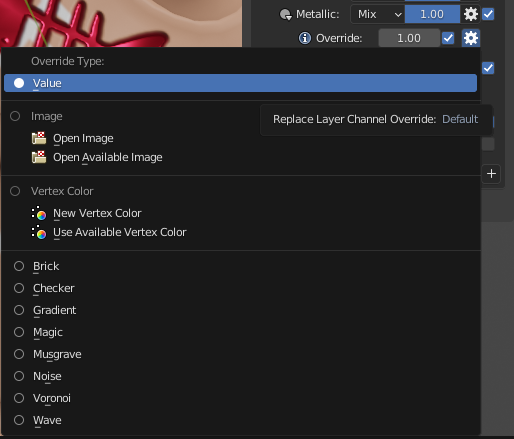 Metallic: Mix 1.00
Override: 1.00
Override Type:
Value
Image
Replace Layer Channel Override: Default
Open Image
Open Available Image
Vertex Color
New Vertex Color
Use Available Vertex Color
Brick
Checker
Gradient
Magic
Musgrave
Noise
Voronoi
Wave